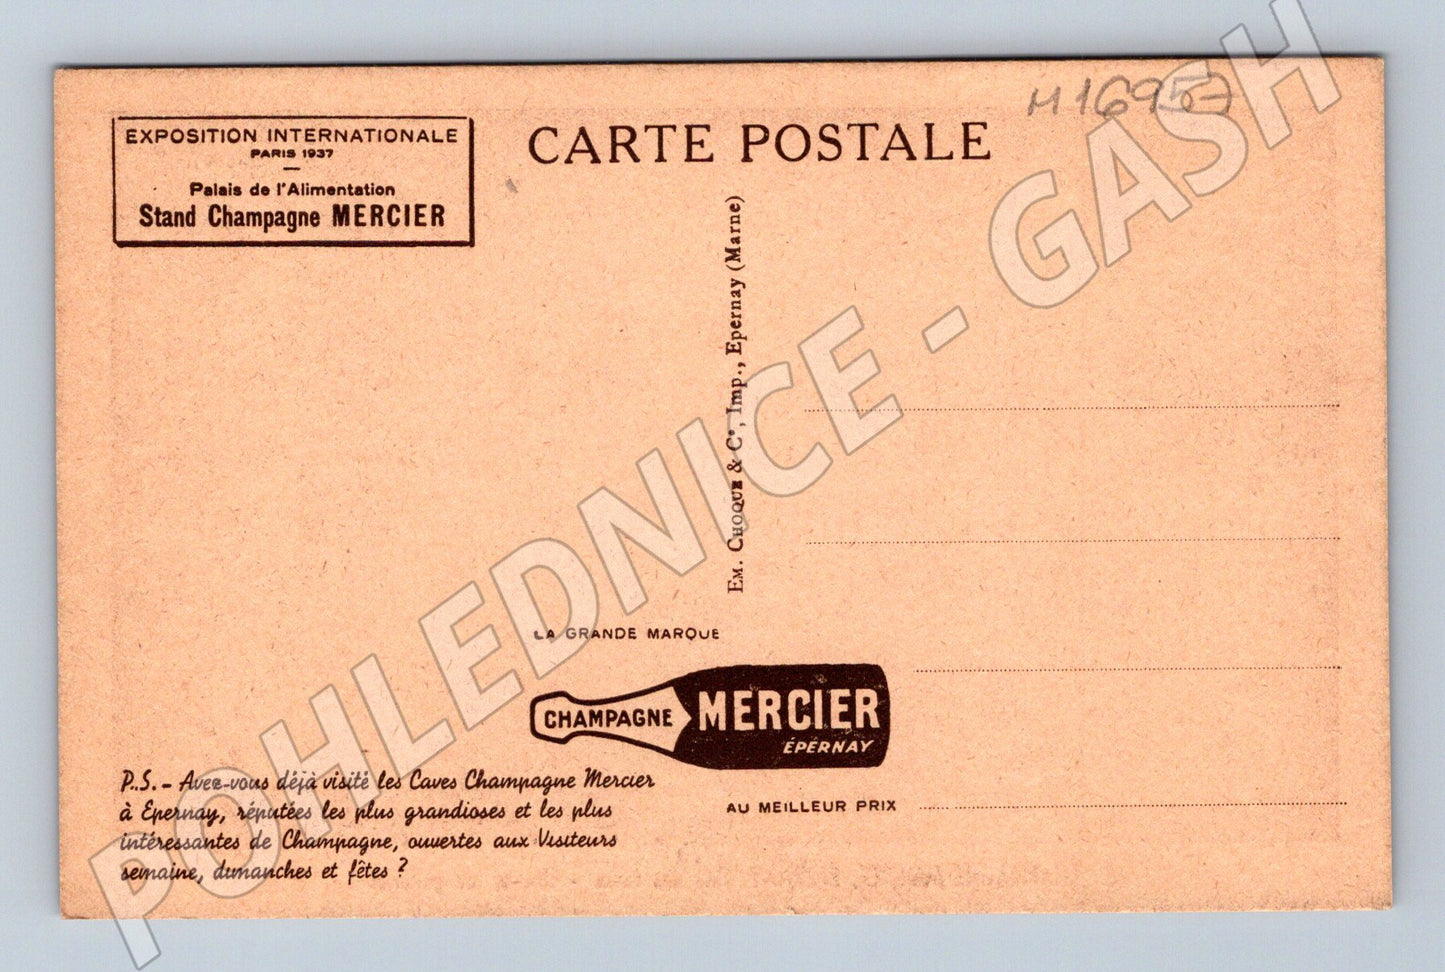 M 16957
EXPOSITION INTERNATIONALE
PARIS 1937
Palais de l'Alimentation
Stand Champagne MERCIER
CARTE POSTALE
Em. Choque & Cie, Imp., Epernay (Marne)
LA GRANDE MARQUE
CHAMPAGNE MERCIER
ÉPERNAY
AU MEILLEUR PRIX
P.S. - Avez-vous déjà visité les Caves Champagne Mercier
à Epernay, réputées les plus grandioses et les plus
intéressantes de Champagne, ouvertes aux Visiteurs
semaine, dimanches et fêtes ?
POHLEDNICE - GASH